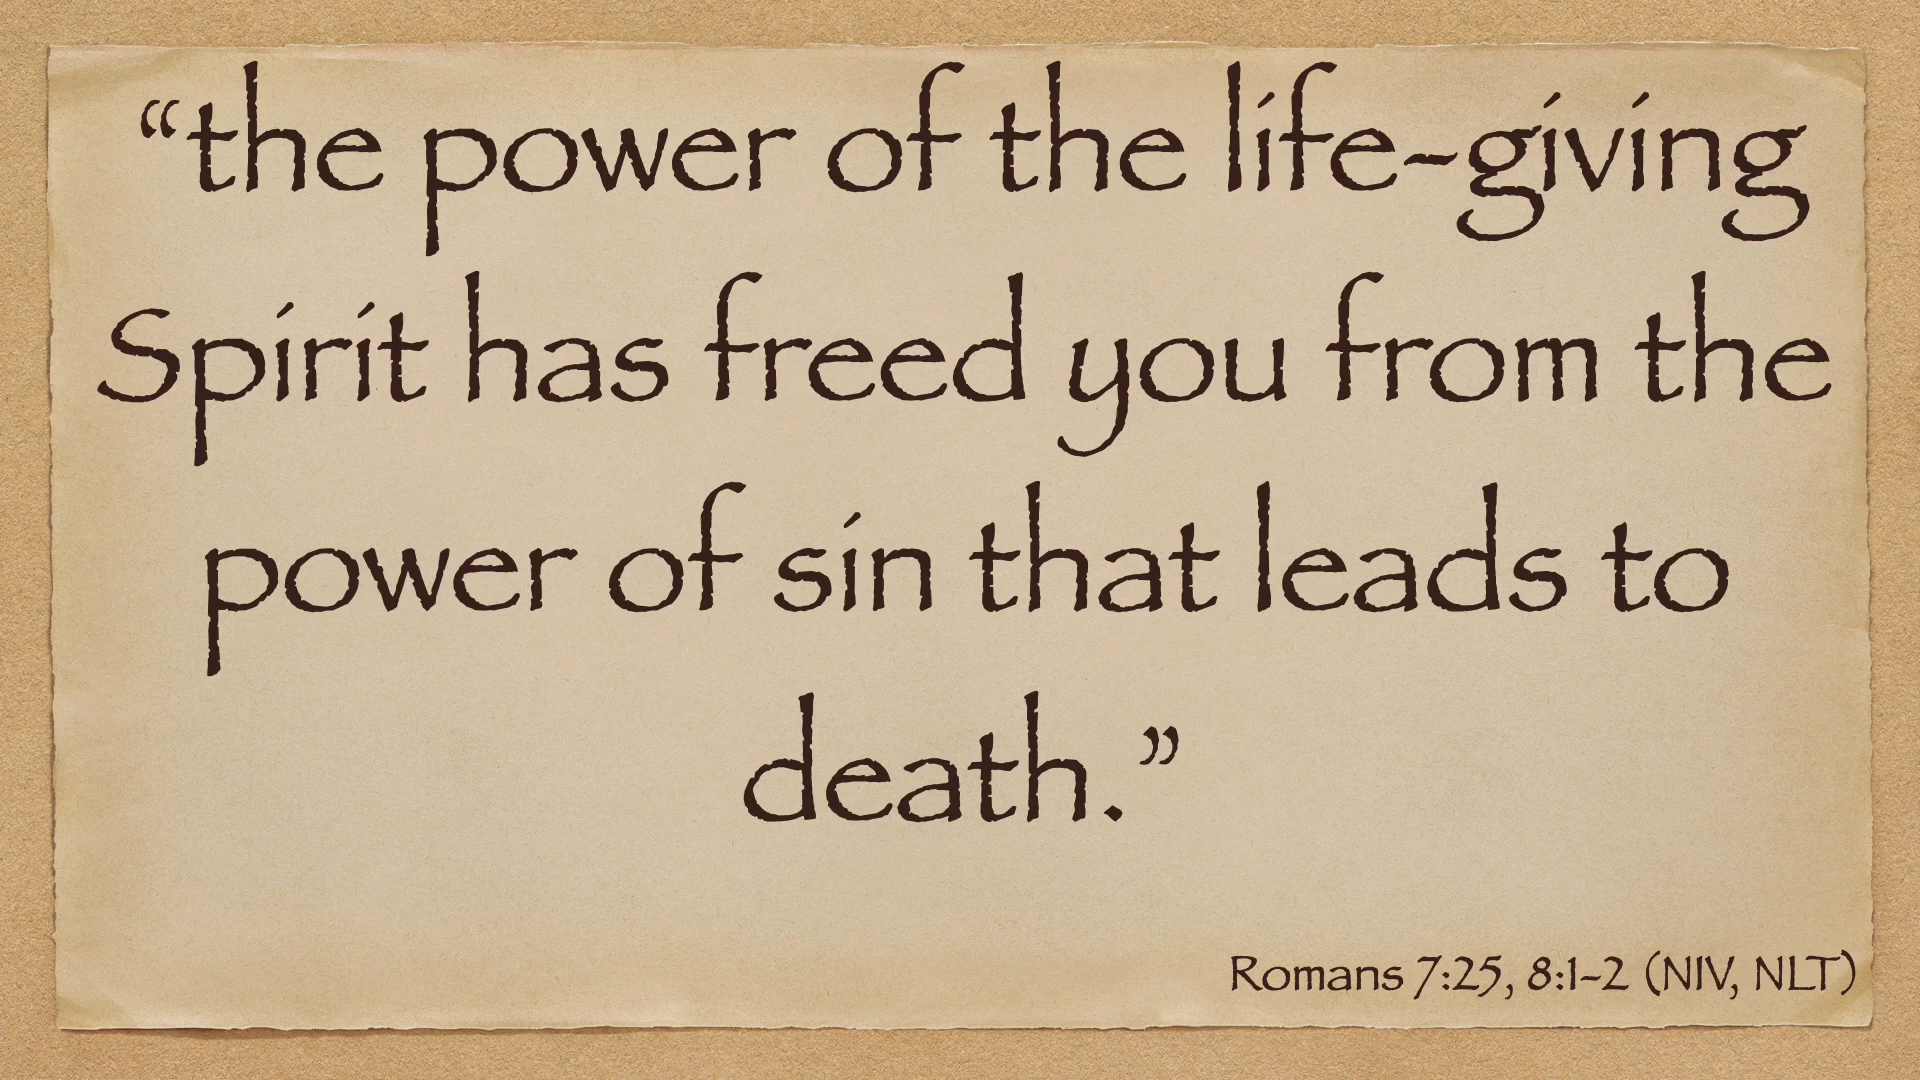 “the power of the life-giving
Spirit has freed you from the
power of sin that leads to
death.”
Romans 7:25, 8:1-2 (NIV, NLT)